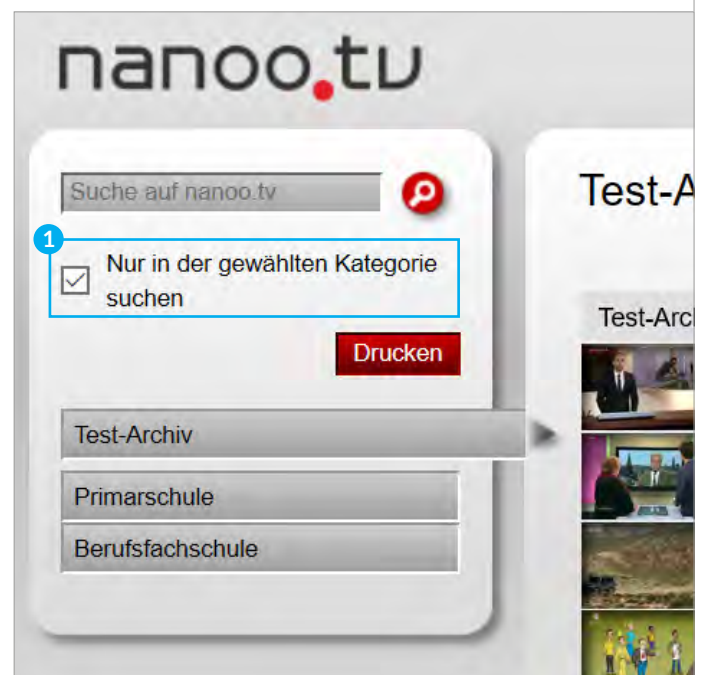 nanoo.tv
Suche auf nanoo.tv
1
Nur in der gewählten Kategorie
suchen
Drucken
Test-Archiv
Primarschule
Berufsfachschule
Test-A
Test-Arc